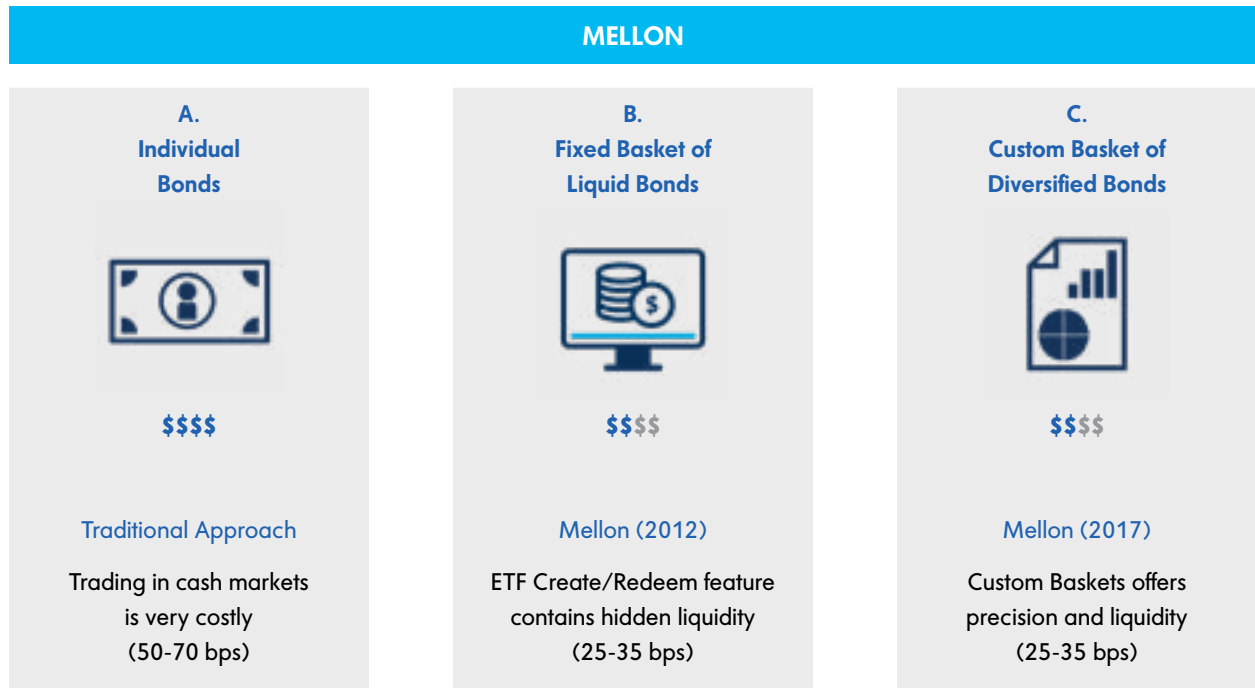 MELLON
A.
Individual
Bonds
$$$$
Traditional Approach
Trading in cash markets
is very costly
(50-70 bps)
B.
Fixed Basket of
Liquid Bonds
$
$$$$
Mellon (2012)
ETF Create/Redeem feature
contains hidden liquidity
(25-35 bps)
C.
Custom Basket of
Diversified Bonds
$$$$
Mellon (2017)
Custom Baskets offers
precision and liquidity
(25-35 bps)